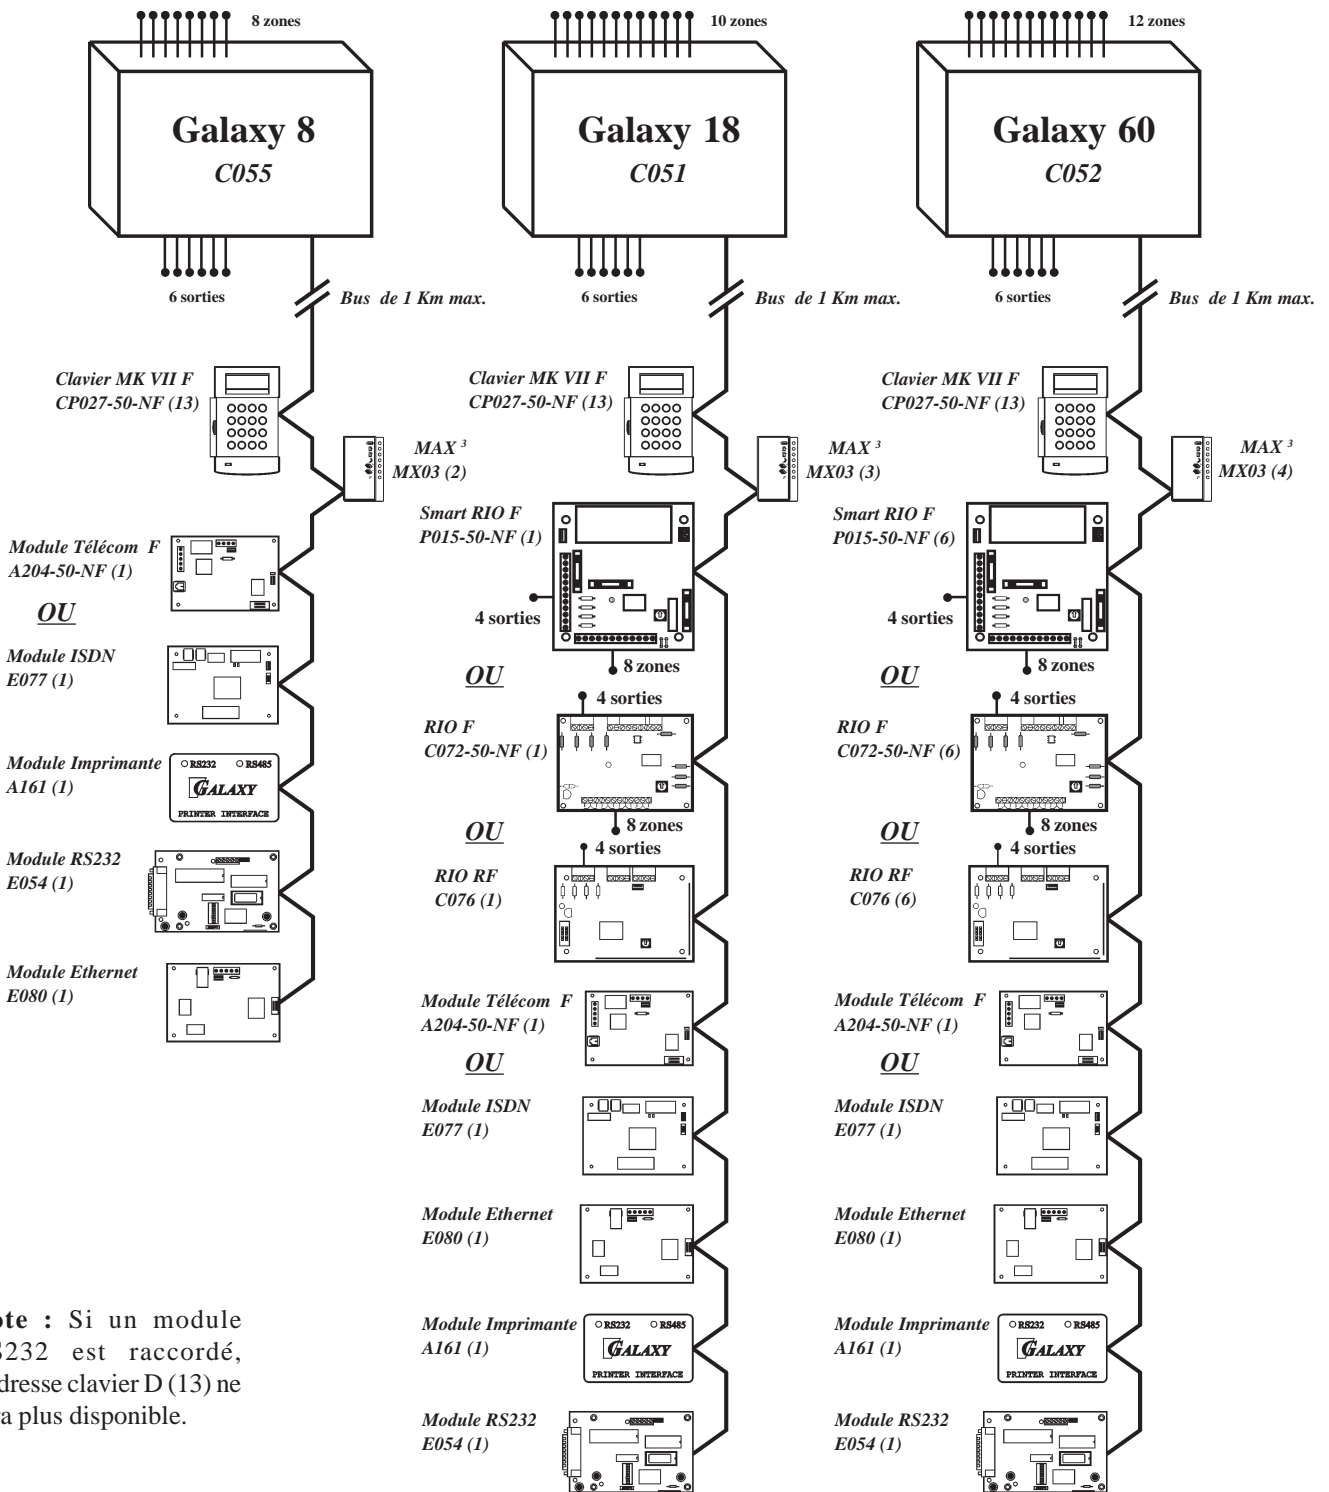 8 zones
Galaxy 8
C055
6 sorties
Bus de 1 Km max.
Clavier MK VII F
CP027-50-NF (13)
MAX ³
MX03 (2)
Module Télécom F
A204-50-NF (1)
OU
Module ISDN
E077 (1)
Module Imprimante
A161 (1)
RS232 RS485
GALAXY
PRINTER INTERFACE
Module RS232
E054 (1)
Module Ethernet
E080 (1)
10 zones
Galaxy 18
C051
6 sorties
Bus de 1 Km max.
Clavier MK VII F
CP027-50-NF (13)
MAX ³
MX03 (3)
Smart RIO F
P015-50-NF (1)
4 sorties
8 zones
OU
4 sorties
RIO F
C072-50-NF (1)
8 zones
OU
4 sorties
RIO RF
C076 (1)
Module Télécom F
A204-50-NF (1)
OU
Module ISDN
E077 (1)
Module Ethernet
E080 (1)
Module Imprimante
A161 (1)
RS232 RS485
GALAXY
PRINTER INTERFACE
Module RS232
E054 (1)
12 zones
Galaxy 60
C052
6 sorties
Bus de 1 Km max.
Clavier MK VII F
CP027-50-NF (13)
MAX ³
MX03 (4)
Smart RIO F
P015-50-NF (6)
4 sorties
8 zones
OU
4 sorties
RIO F
C072-50-NF (6)
8 zones
OU
4 sorties
RIO RF
C076 (6)
Module Télécom F
A204-50-NF (1)
OU
Module ISDN
E077 (1)
Module Ethernet
E080 (1)
Module Imprimante
A161 (1)
RS232 RS485
GALAXY
PRINTER INTERFACE
Module RS232
E054 (1)
ote : Si un module
S232 est raccordé,
dresse clavier D (13) ne
ra plus disponible.